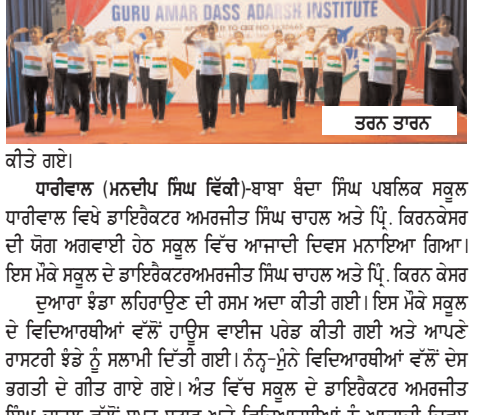 GURU AMAR DASS ADARSH INSTITUTE
ਤਰਨ ਤਾਰਨ
ਕੀਤੇ ਗਏ।
ਧਾਰੀਵਾਲ (ਮਨਦੀਪ ਸਿੰਘ ਵਿੱਕੀ)-ਬਾਬਾ ਬੰਦਾ ਸਿੰਘ ਪਬਲਿਕ ਸਕੂਲ
ਧਾਰੀਵਾਲ ਵਿਖੇ ਡਾਇਰੈਕਟਰ ਅਮਰਜੀਤ ਸਿੰਘ ਚਾਹਲ ਅਤੇ ਪ੍ਰਿੰ. ਕਿਰਨਕੇਸਰ
ਦੀ ਯੋਗ ਅਗਵਾਈ ਹੇਠ ਸਕੂਲ ਵਿੱਚ ਆਜਾਦੀ ਦਿਵਸ ਮਨਾਇਆ ਗਿਆ।
ਇਸ ਮੌਕੇ ਸਕੂਲ ਦੇ ਡਾਇਰੈਕਟਰਅਮਰਜੀਤ ਸਿੰਘ ਚਾਹਲ ਅਤੇ ਪ੍ਰਿੰ. ਕਿਰਨ ਕੇਸਰ
ਦੁਆਰਾ ਝੰਡਾ ਲਹਿਰਾਉਣ ਦੀ ਰਸਮ ਅਦਾ ਕੀਤੀ ਗਈ। ਇਸ ਮੌਕੇ ਸਕੂਲ
ਦੇ ਵਿਦਿਆਰਥੀਆਂ ਵੱਲੋਂ ਹਾਊਸ ਵਾਈਜ ਪਰੇਡ ਕੀਤੀ ਗਈ ਅਤੇ ਆਪਣੇ
ਰਾਸਟਰੀ ਝੰਡੇ ਨੂੰ ਸਲਾਮੀ ਦਿੱਤੀ ਗਈ। ਨੰਨ੍ਹ-ਮੁੰਨੇ ਵਿਦਿਆਰਥੀਆਂ ਵੱਲੋਂ ਦੇਸ
ਭਗਤੀ ਦੇ ਗੀਤ ਗਾਏ ਗਏ। ਅੰਤ ਵਿੱਚ ਸਕੂਲ ਦੇ ਡਾਇਰੈਕਟਰ ਅਮਰਜੀਤ